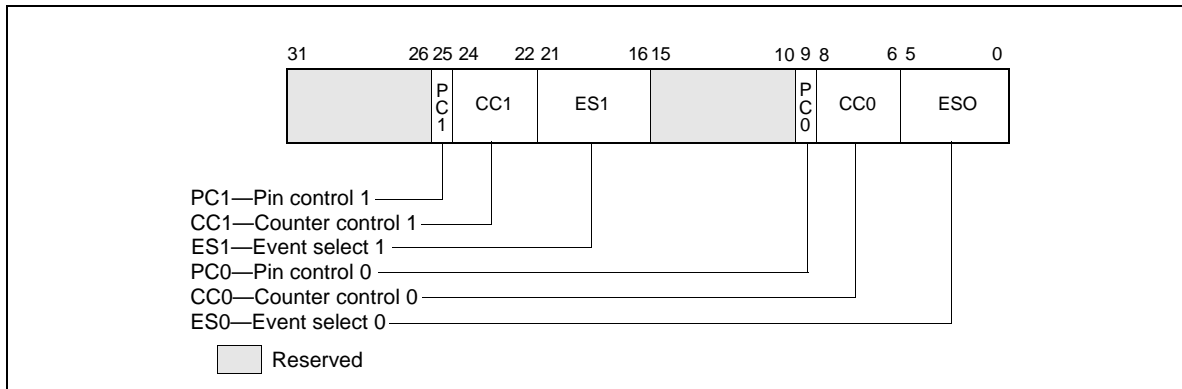 31 26 25 24 22 21 16 15 10 9 8 6 5 0
PC1 CC1 ES1 PC0 CC0 ESO
PC1—Pin control 1
CC1—Counter control 1
ES1—Event select 1
PC0—Pin control 0
CC0—Counter control 0
ES0—Event select 0
Reserved